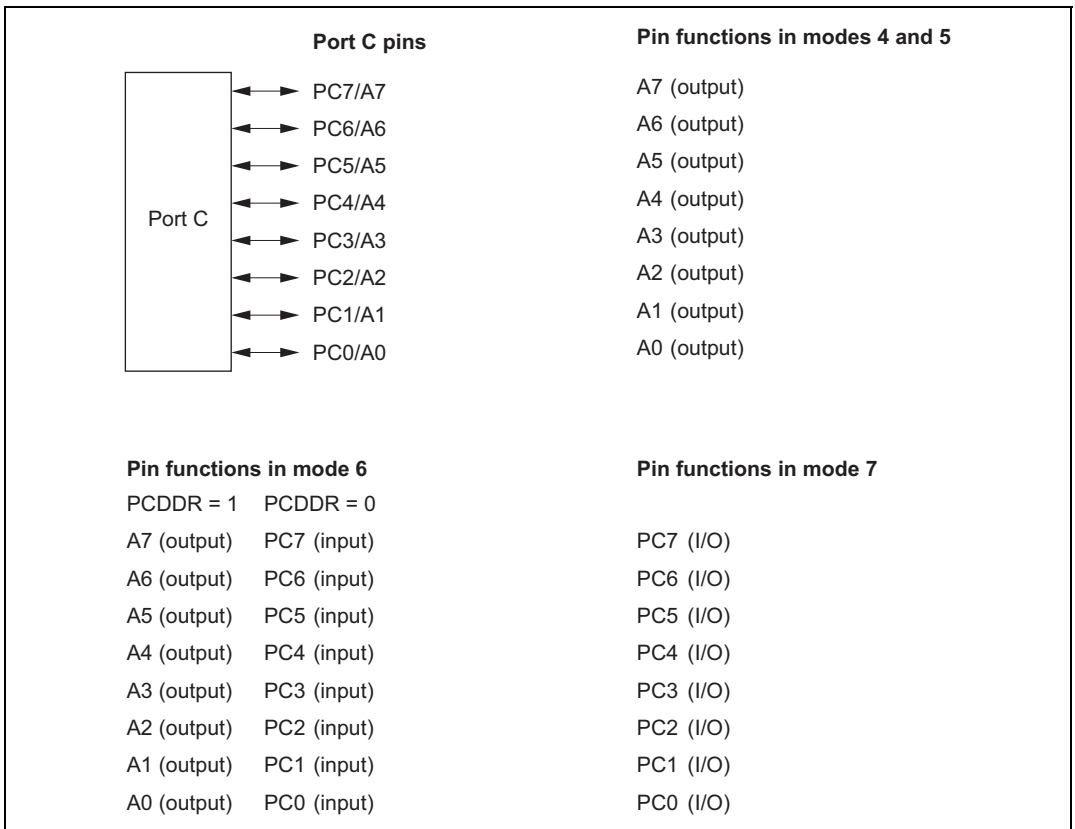 Port C pins
Pin functions in modes 4 and 5
Port C
PC7/A7
A7 (output)
PC6/A6
A6 (output)
PC5/A5
A5 (output)
PC4/A4
A4 (output)
PC3/A3
A3 (output)
PC2/A2
A2 (output)
PC1/A1
A1 (output)
PC0/A0
A0 (output)
Pin functions in mode 6
PCDDR = 1 PCDDR = 0
A7 (output) PC7 (input)
A6 (output) PC6 (input)
A5 (output) PC5 (input)
A4 (output) PC4 (input)
A3 (output) PC3 (input)
A2 (output) PC2 (input)
A1 (output) PC1 (input)
A0 (output) PC0 (input)
Pin functions in mode 7
PC7 (I/O)
PC6 (I/O)
PC5 (I/O)
PC4 (I/O)
PC3 (I/O)
PC2 (I/O)
PC1 (I/O)
PC0 (I/O)